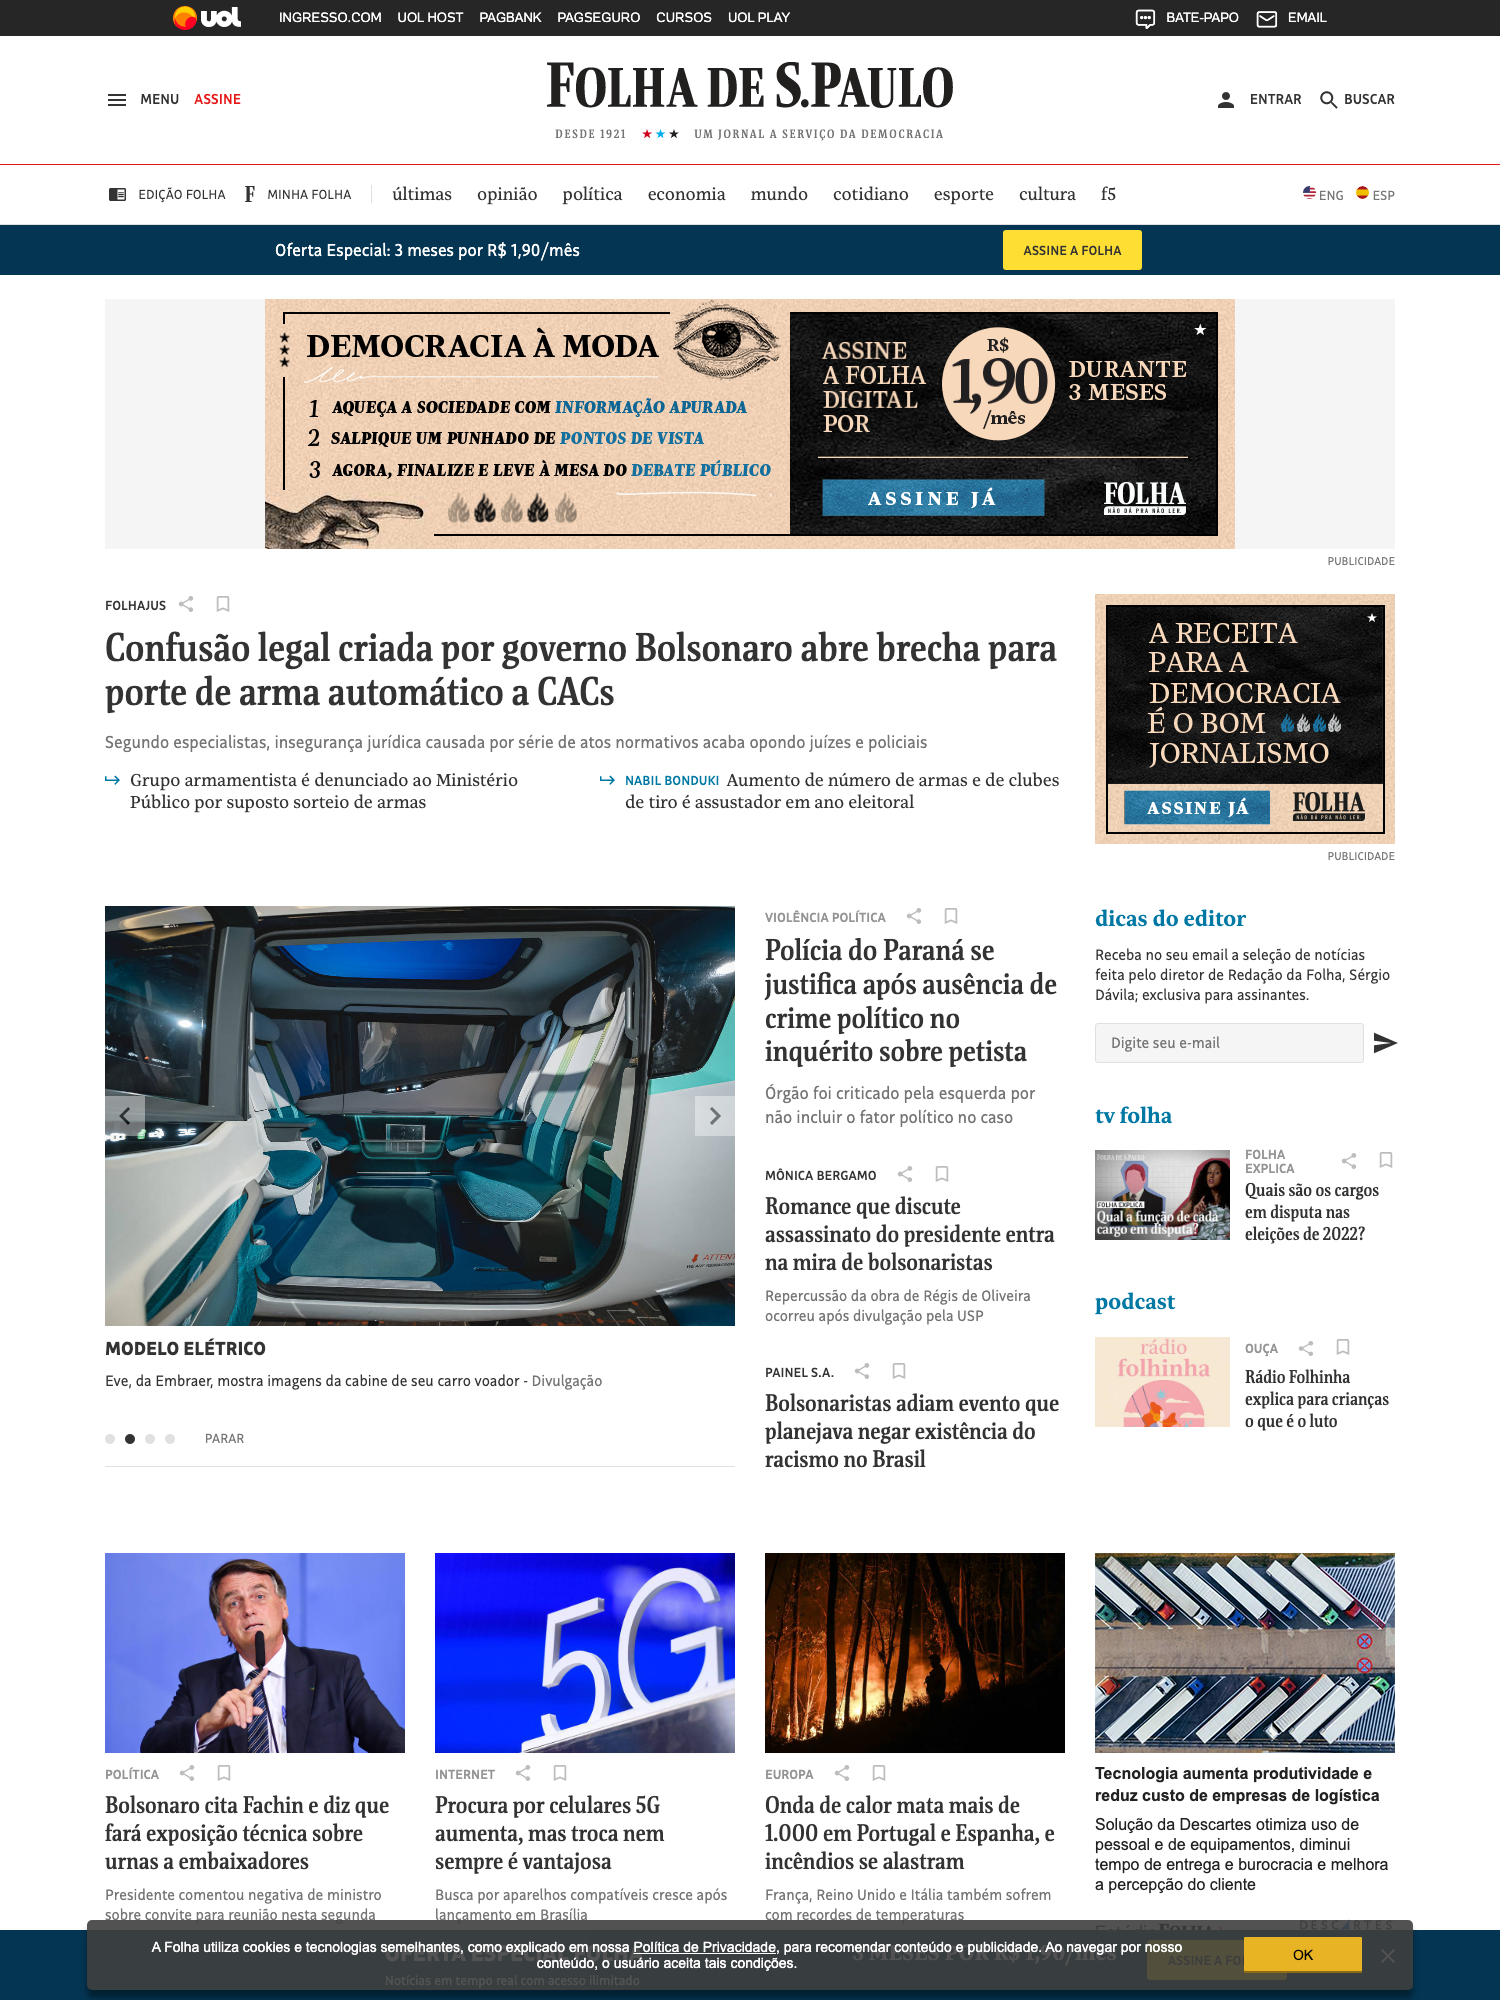 uol INGRESSO.COM UOL HOST PAGBANK PAGSEGURO CURSOS UOL PLAY BATE-PAPO EMAIL
MENU ASSINE
FOLHA DE S.PAULO
DESDE 1921 ★★★ UM JORNAL A SERVIÇO DA DEMOCRACIA
ENTRAR BUSCAR
EDIÇÃO FOLHA F MINHA FOLHA últimas opinião política economia mundo cotidiano esporte cultura f5 ENG ESP
Oferta Especial: 3 meses por R$ 1,90/mês ASSINE A FOLHA
DEMOCRACIA À MODA
1 AQUEÇA A SOCIEDADE COM INFORMAÇÃO APURADA
2 SALPIQUE UM PUNHADO DE PONTOS DE VISTA
3 AGORA, FINALIZE E LEVE À MESA DO DEBATE PÚBLICO
ASSINE
A FOLHA
DIGITAL
POR
R$
1,90
/mês
DURANTE
3 MESES
ASSINE JÁ
FOLHA
NÃO DÁ PRA NÃO LER.
PUBLICIDADE
FOLHAJUS
Confusão legal criada por governo Bolsonaro abre brecha para
porte de arma automático a CACs
Segundo especialistas, insegurança jurídica causada por série de atos normativos acaba opondo juízes e policiais
Grupo armamentista é denunciado ao Ministério
Público por suposto sorteio de armas
NABIL BONDUKI Aumento de número de armas e de clubes
de tiro é assustador em ano eleitoral
A RECEITA
PARA A
DEMOCRACIA
É O BOM
JORNALISMO
ASSINE JÁ
FOLHA
NÃO DÁ PRA NÃO LER.
PUBLICIDADE
ATTENT
MODELO ELÉTRICO
Eve, da Embraer, mostra imagens da cabine de seu carro voador - Divulgação
PARAR
VIOLÊNCIA POLÍTICA
Polícia do Paraná se
justifica após ausência de
crime político no
inquérito sobre petista
Órgão foi criticado pela esquerda por
não incluir o fator político no caso
MÔNICA BERGAMO
Romance que discute
assassinato do presidente entra
na mira de bolsonaristas
Repercussão da obra de Régis de Oliveira
ocorreu após divulgação pela USP
PAINEL S.A.
Bolsonaristas adiam evento que
planejava negar existência do
racismo no Brasil
dicas do editor
Receba no seu email a seleção de notícias
feita pelo diretor de Redação da Folha, Sérgio
Dávila; exclusiva para assinantes.
Digite seu e-mail
tv folha
FOLHA DE S.PAULO
FOLHA EXPLICA
Qual a função de cada
cargo em disputa?
FOLHA
EXPLICA
Quais são os cargos
em disputa nas
eleições de 2022?
podcast
rádio
folhinha
OUÇA
Rádio Folhinha
explica para crianças
o que é o luto
5G
POLÍTICA
Bolsonaro cita Fachin e diz que
fará exposição técnica sobre
urnas a embaixadores
Presidente comentou negativa de ministro
sobre convite para reunião nesta segunda
INTERNET
Procura por celulares 5G
aumenta, mas troca nem
sempre é vantajosa
Busca por aparelhos compatíveis cresce após
lançamento em Brasília
EUROPA
Onda de calor mata mais de
1.000 em Portugal e Espanha, e
incêndios se alastram
França, Reino Unido e Itália também sofrem
com recordes de temperaturas
Tecnologia aumenta produtividade e
reduz custo de empresas de logística
Solução da Descartes otimiza uso de
pessoal e de equipamentos, diminui
tempo de entrega e burocracia e melhora
a percepção do cliente
DESCARTES
A Folha utiliza cookies e tecnologias semelhantes, como explicado em nossa Política de Privacidade, para recomendar conteúdo e publicidade. Ao navegar por nosso
conteúdo, o usuário aceita tais condições.
OK
Notícias em tempo real com acesso ilimitado
3 MESES POR R$ 1,90/mês
ASSINE A FO